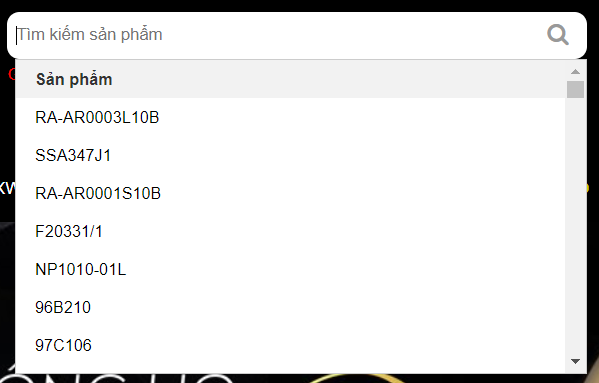 Tìm kiếm sản phẩm
Sản phẩm
RA-AR0003L10B
SSA347J1
RA-AR0001S10B
F20331/1
NP1010-01L
96B210
97C106